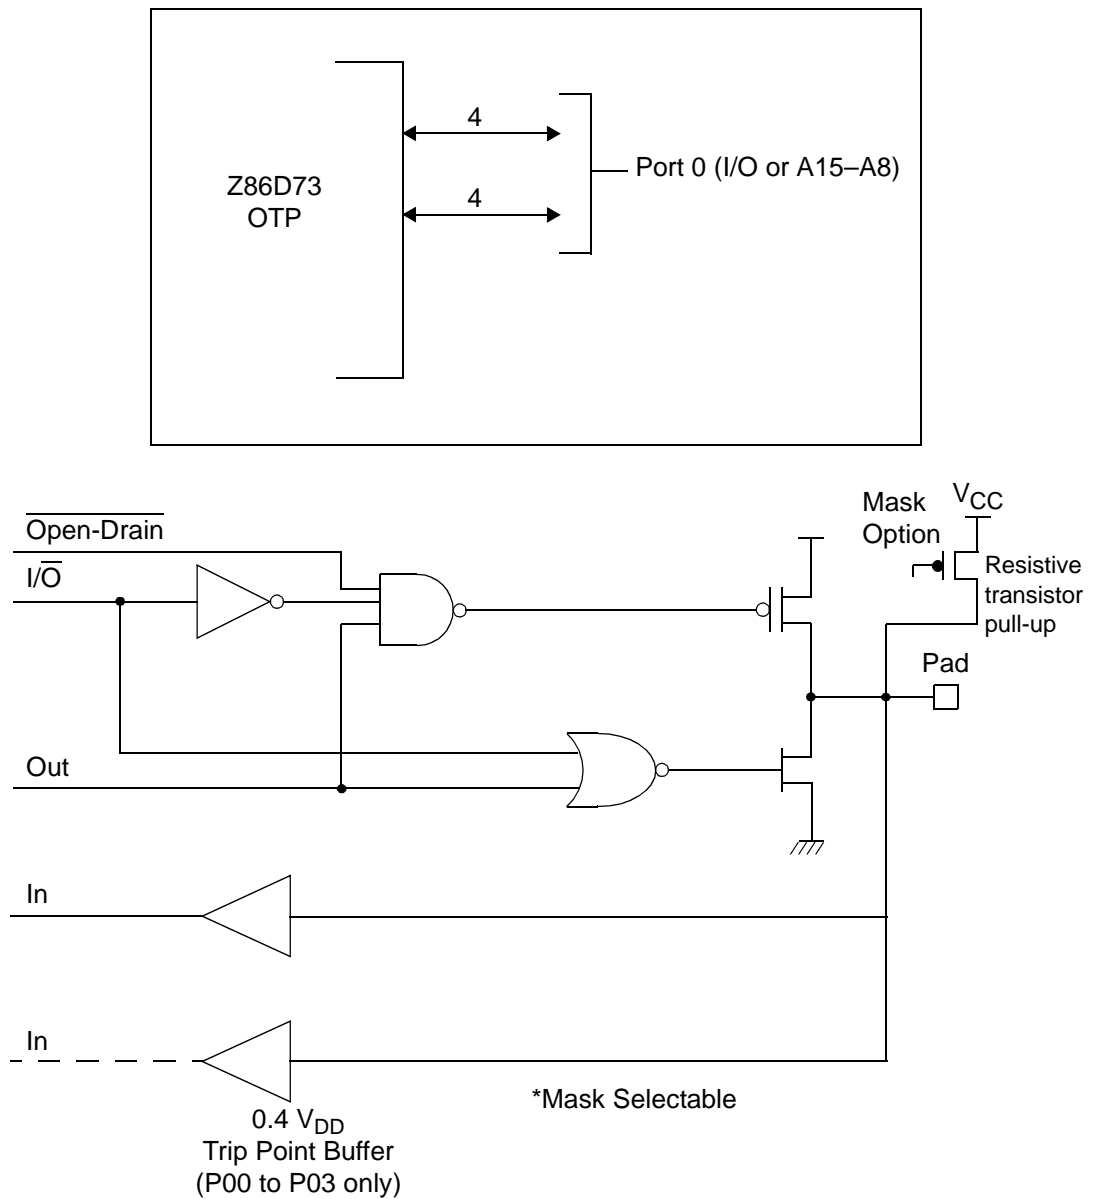 4
Z86D73
OTP
4
Port 0 (I/O or A15–A8)
Open-Drain
I/O
Mask
Option
VCC
Resistive
transistor
pull-up
Pad
Out
In
In
*Mask Selectable
0.4 VDD
Trip Point Buffer
(P00 to P03 only)